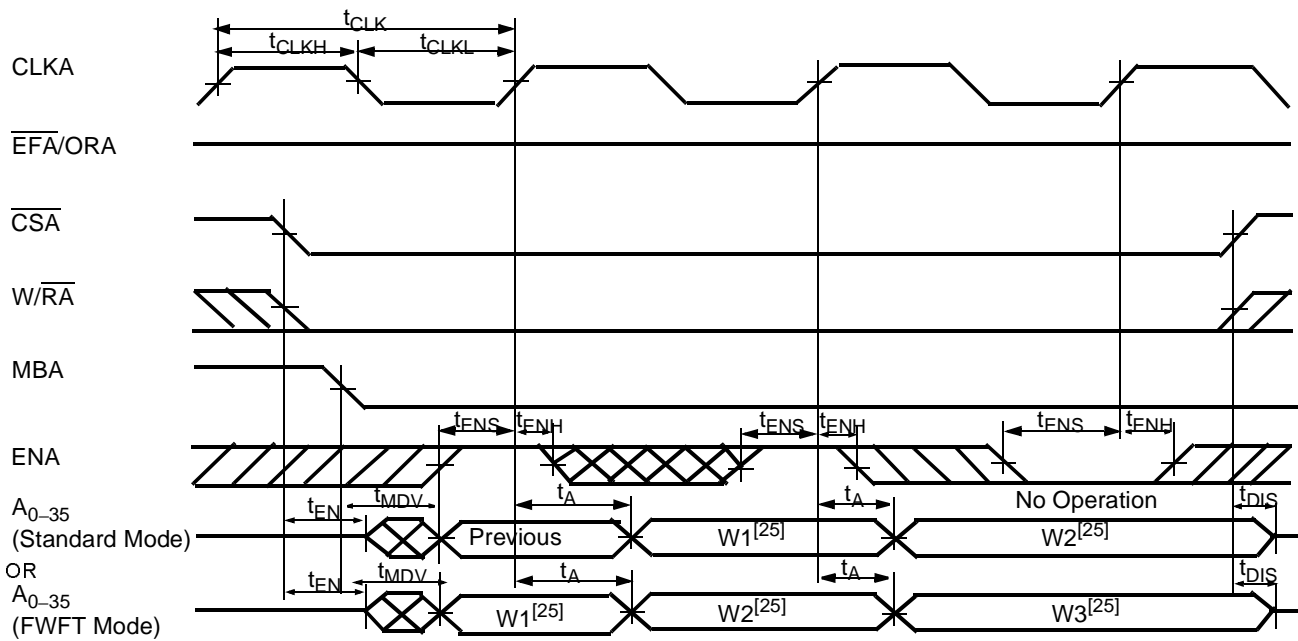 tCLK
tCLKH tCLKL
CLKA
EFA/ORA
CSA
W/RA
MBA
tENS tENH tENS tENH tENS tENH
ENA
tEN tMDV tA tA No Operation tDIS
A0–35
(Standard Mode) Previous W1[25] W2[25]
OR
tEN tMDV tA tA tDIS
A0–35
(FWFT Mode) W1[25] W2[25] W3[25]